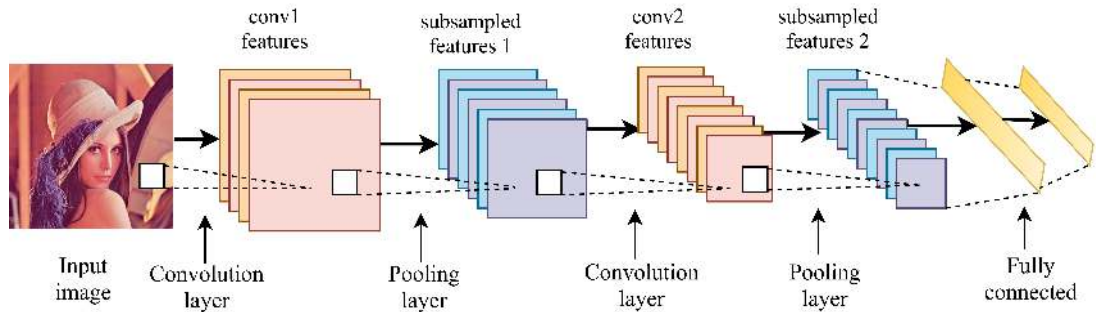 conv1
features
subsampled
features 1
conv2
features
subsampled
features 2
Input
image
Convolution
layer
Pooling
layer
Convolution
layer
Pooling
layer
Fully
connected